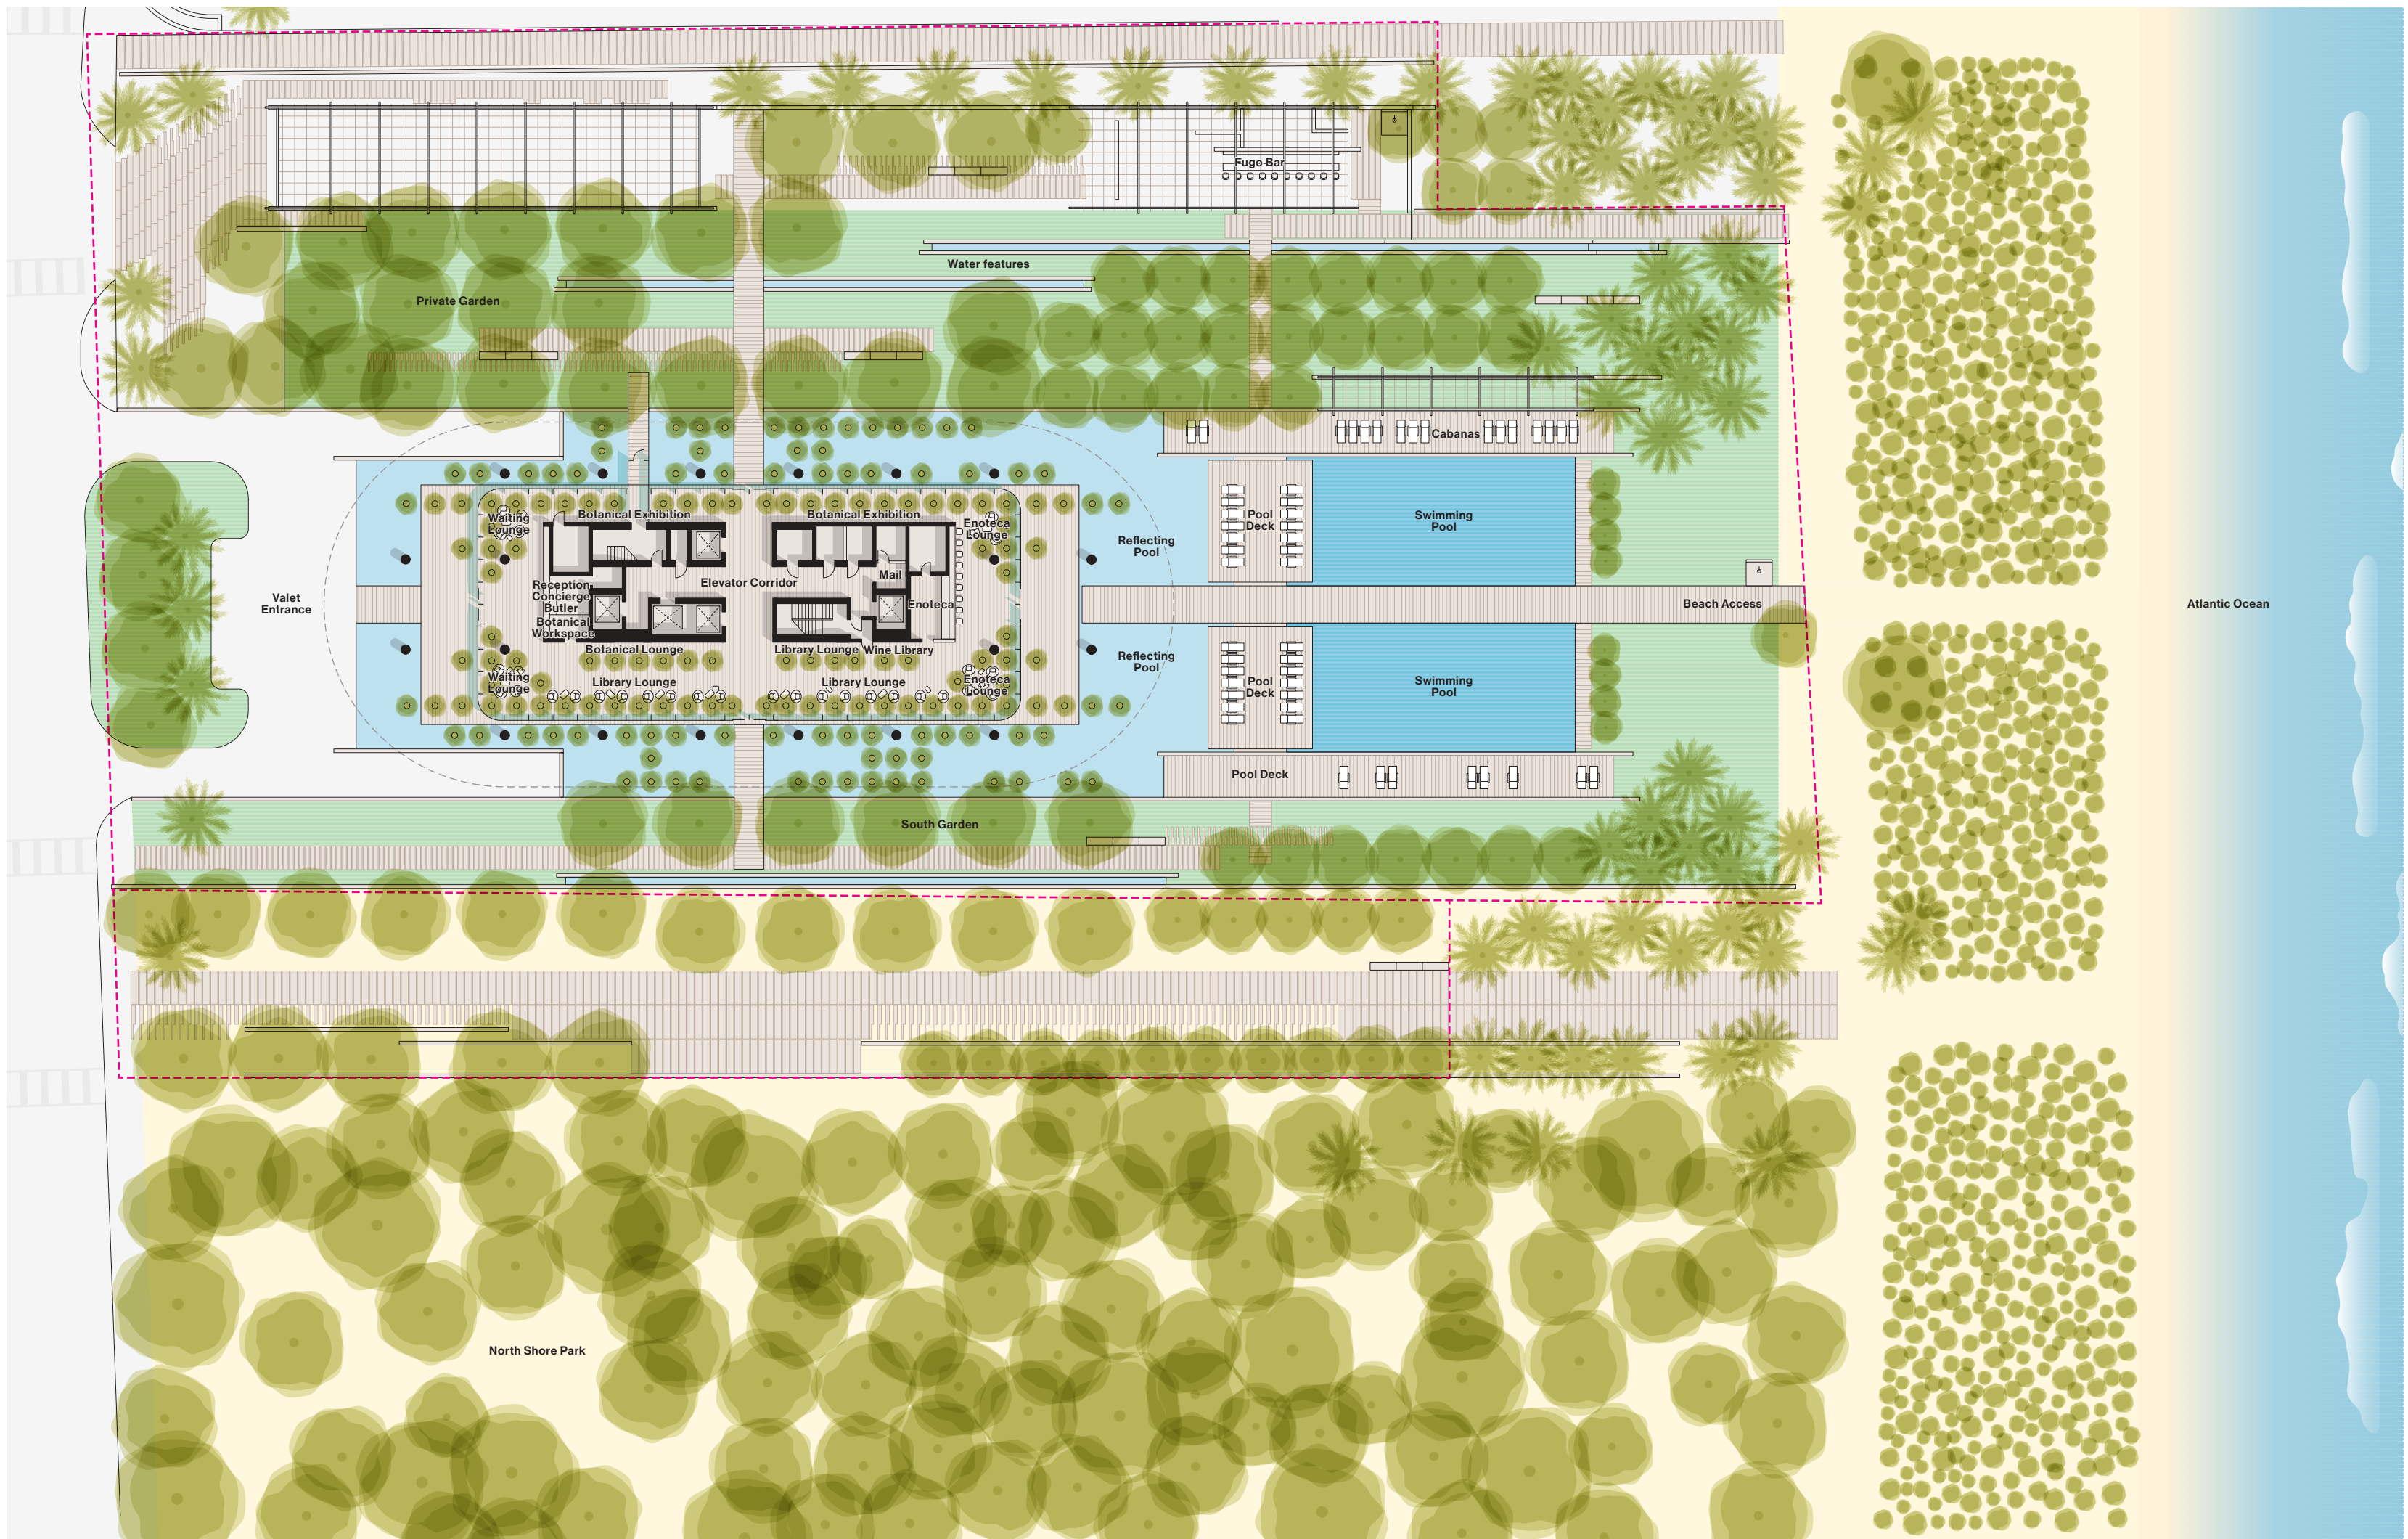 Fugo Bar
Water features
Private Garden
Cabanas
Waiting
Lounge
Botanical Exhibition
Botanical Exhibition
Enoteca
Lounge
Pool
Deck
Swimming
Pool
Reflecting
Pool
Mail
Elevator Corridor
Reception
Concierge
Butler
Botanical
Workspace
Enoteca
Valet
Entrance
Beach Access
Atlantic Ocean
Botanical Lounge
Library Lounge
Wine Library
Reflecting
Pool
Waiting
Lounge
Library Lounge
Library Lounge
Enoteca
Lounge
Pool
Deck
Swimming
Pool
Pool Deck
South Garden
North Shore Park